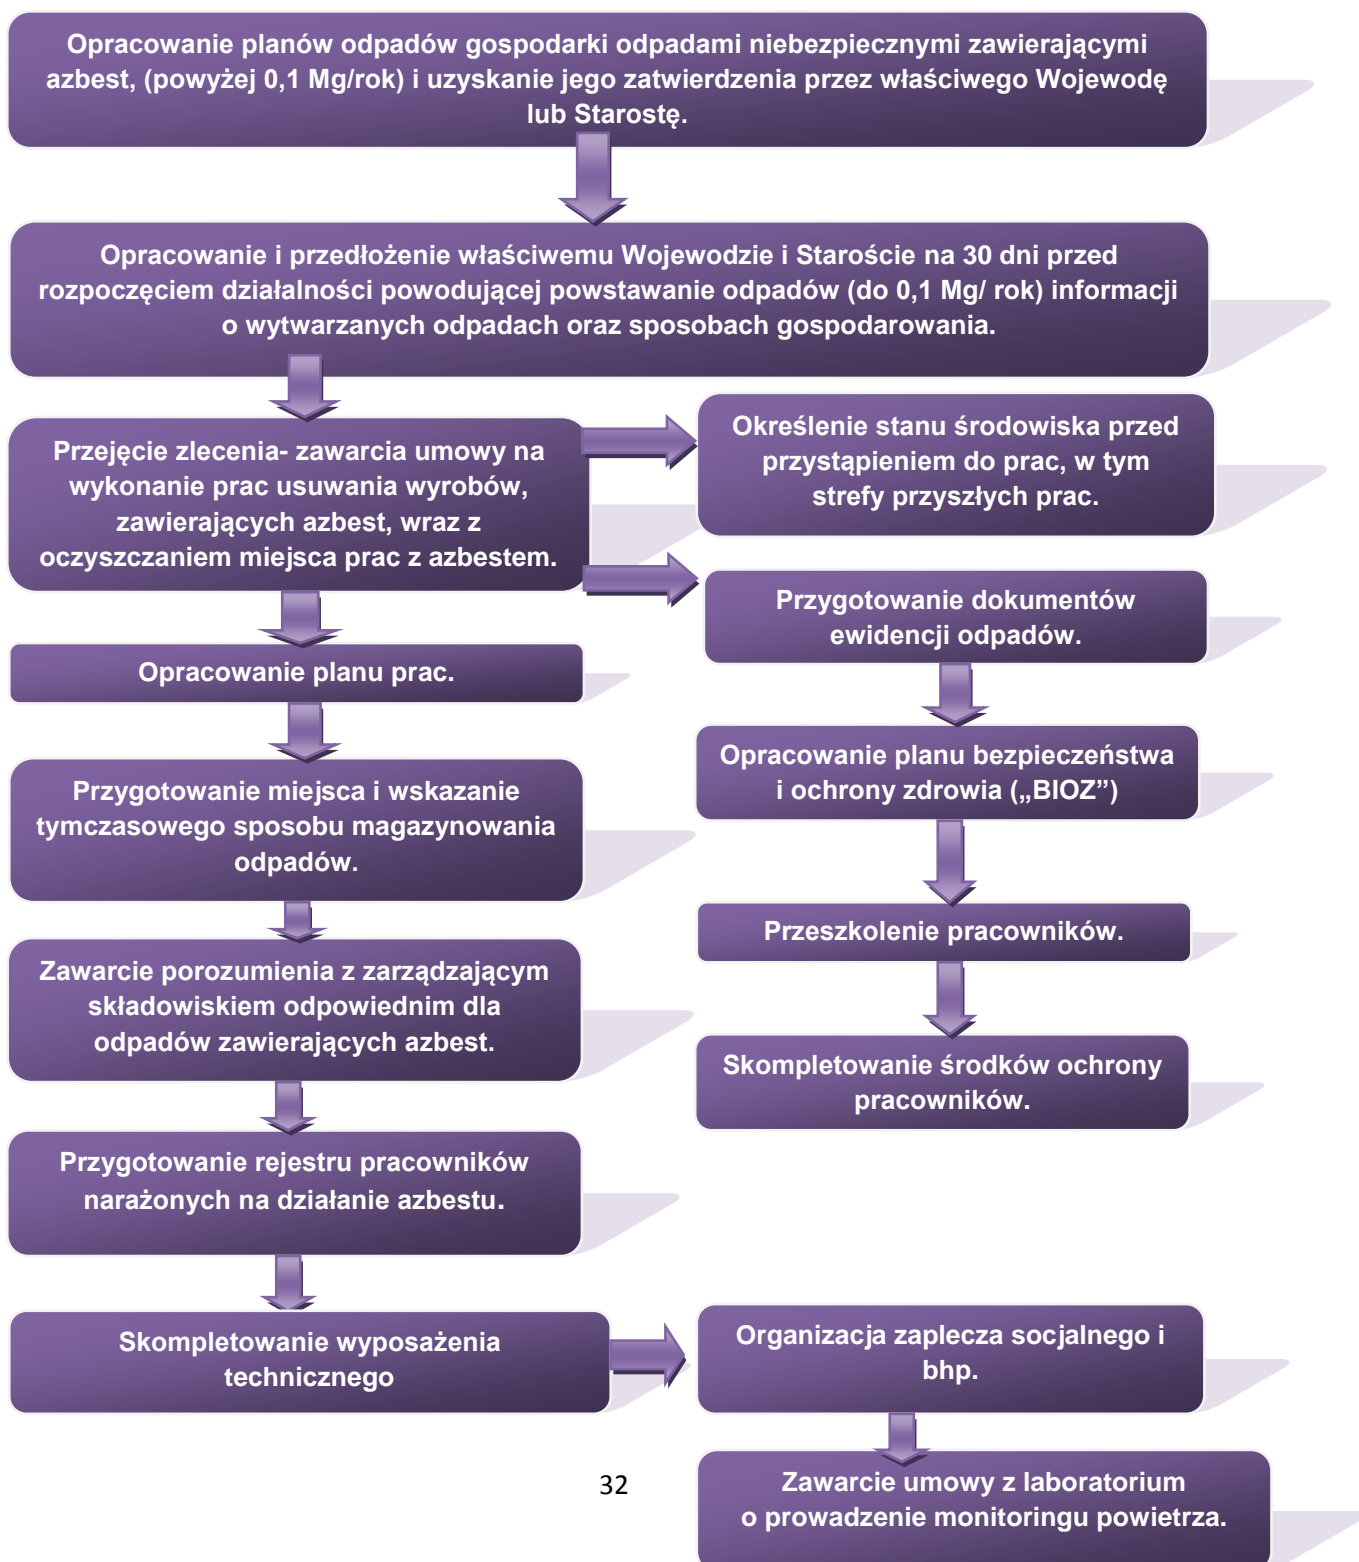 Opracowanie planów odpadów gospodarki odpadami niebezpiecznymi zawierającymi
azbest, (powyżej 0,1 Mg/rok) i uzyskanie jego zatwierdzenia przez właściwego Wojewodę
lub Starostę.
Opracowanie i przedłożenie właściwemu Wojewodzie i Staroście na 30 dni przed
rozpoczęciem działalności powodującej powstawanie odpadów (do 0,1 Mg/ rok) informacji
o wytwarzanych odpadach oraz sposobach gospodarowania.
Przejęcie zlecenia- zawarcia umowy na
wykonanie prac usuwania wyrobów,
zawierających azbest, wraz z
oczyszczaniem miejsca prac z azbestem.
Określenie stanu środowiska przed
przystąpieniem do prac, w tym
strefy przyszłych prac.
Przygotowanie dokumentów
ewidencji odpadów.
Opracowanie planu prac.
Opracowanie planu bezpieczeństwa
i ochrony zdrowia („BIOZ”)
Przygotowanie miejsca i wskazanie
tymczasowego sposobu magazynowania
odpadów.
Przeszkolenie pracowników.
Zawarcie porozumienia z zarządzającym
składowiskiem odpowiednim dla
odpadów zawierających azbest.
Skompletowanie środków ochrony
pracowników.
Przygotowanie rejestru pracowników
narażonych na działanie azbestu.
Skompletowanie wyposażenia
technicznego
Organizacja zaplecza socjalnego i
bhp.
Zawarcie umowy z laboratorium
o prowadzenie monitoringu powietrza.
32